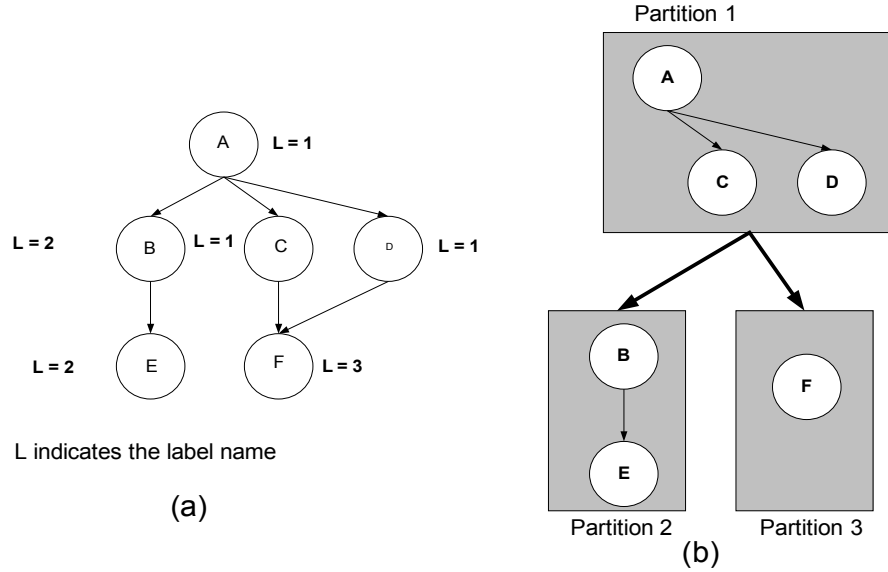 Partition 1
A
L = 1
A
C
D
L = 2
B
L = 1
C
D
L = 1
B
F
L = 2
E
F
L = 3
E
L indicates the label name
(a)
Partition 2
Partition 3
(b)